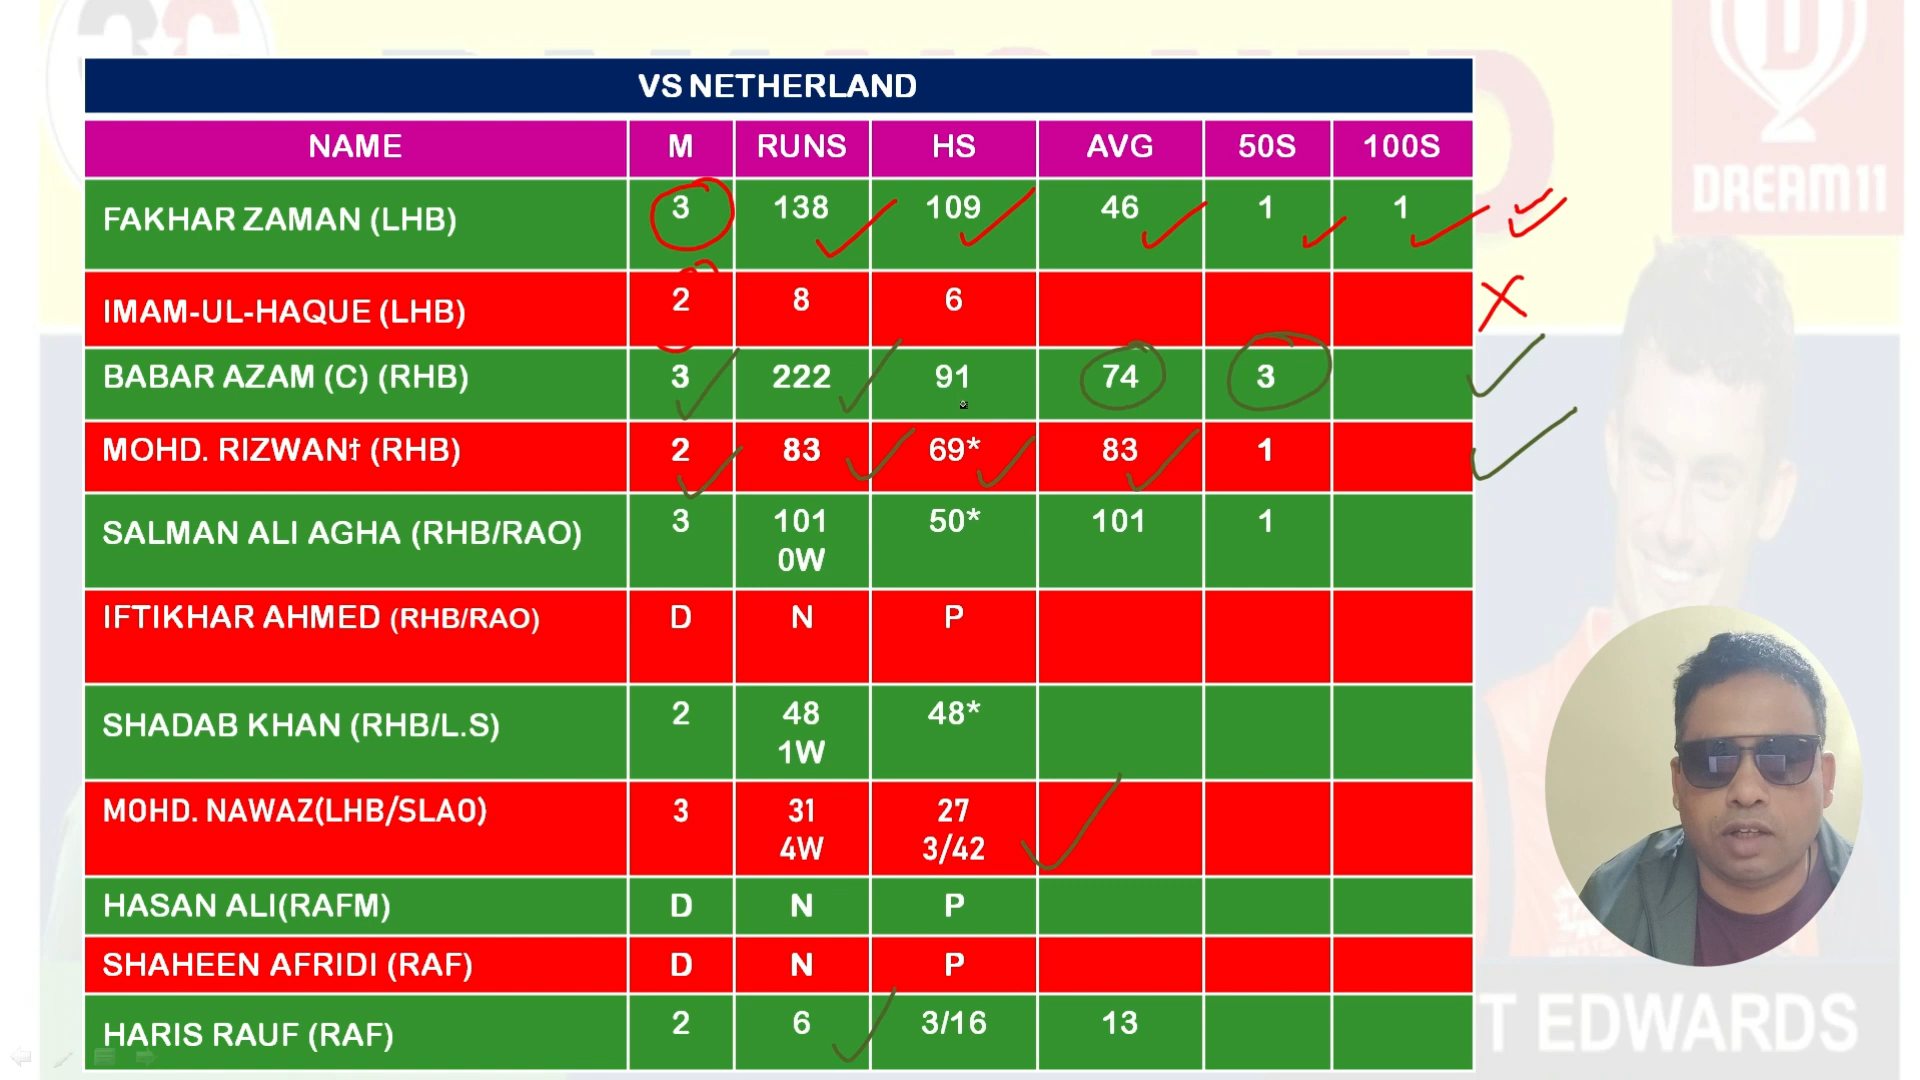 VS NETHERLAND
NAME M RUNS HS AVG 50S 100S
FAKHAR ZAMAN (LHB) 3 138 109 46 1 1
IMAM-UL-HAQUE (LHB) 2 8 6
BABAR AZAM (C) (RHB) 3 222 91 74 3
MOHD. RIZWAN† (RHB) 2 83 69* 83 1
SALMAN ALI AGHA (RHB/RAO) 3 101 50* 101 1
0W
IFTIKHAR AHMED (RHB/RAO) D N P
SHADAB KHAN (RHB/L.S) 2 48 48*
1W
MOHD. NAWAZ(LHB/SLAO) 3 31 27
4W 3/42
HASAN ALI(RAFM) D N P
SHAHEEN AFRIDI (RAF) D N P
HARIS RAUF (RAF) 2 6 3/16 13
DREAM11
T EDWARDS